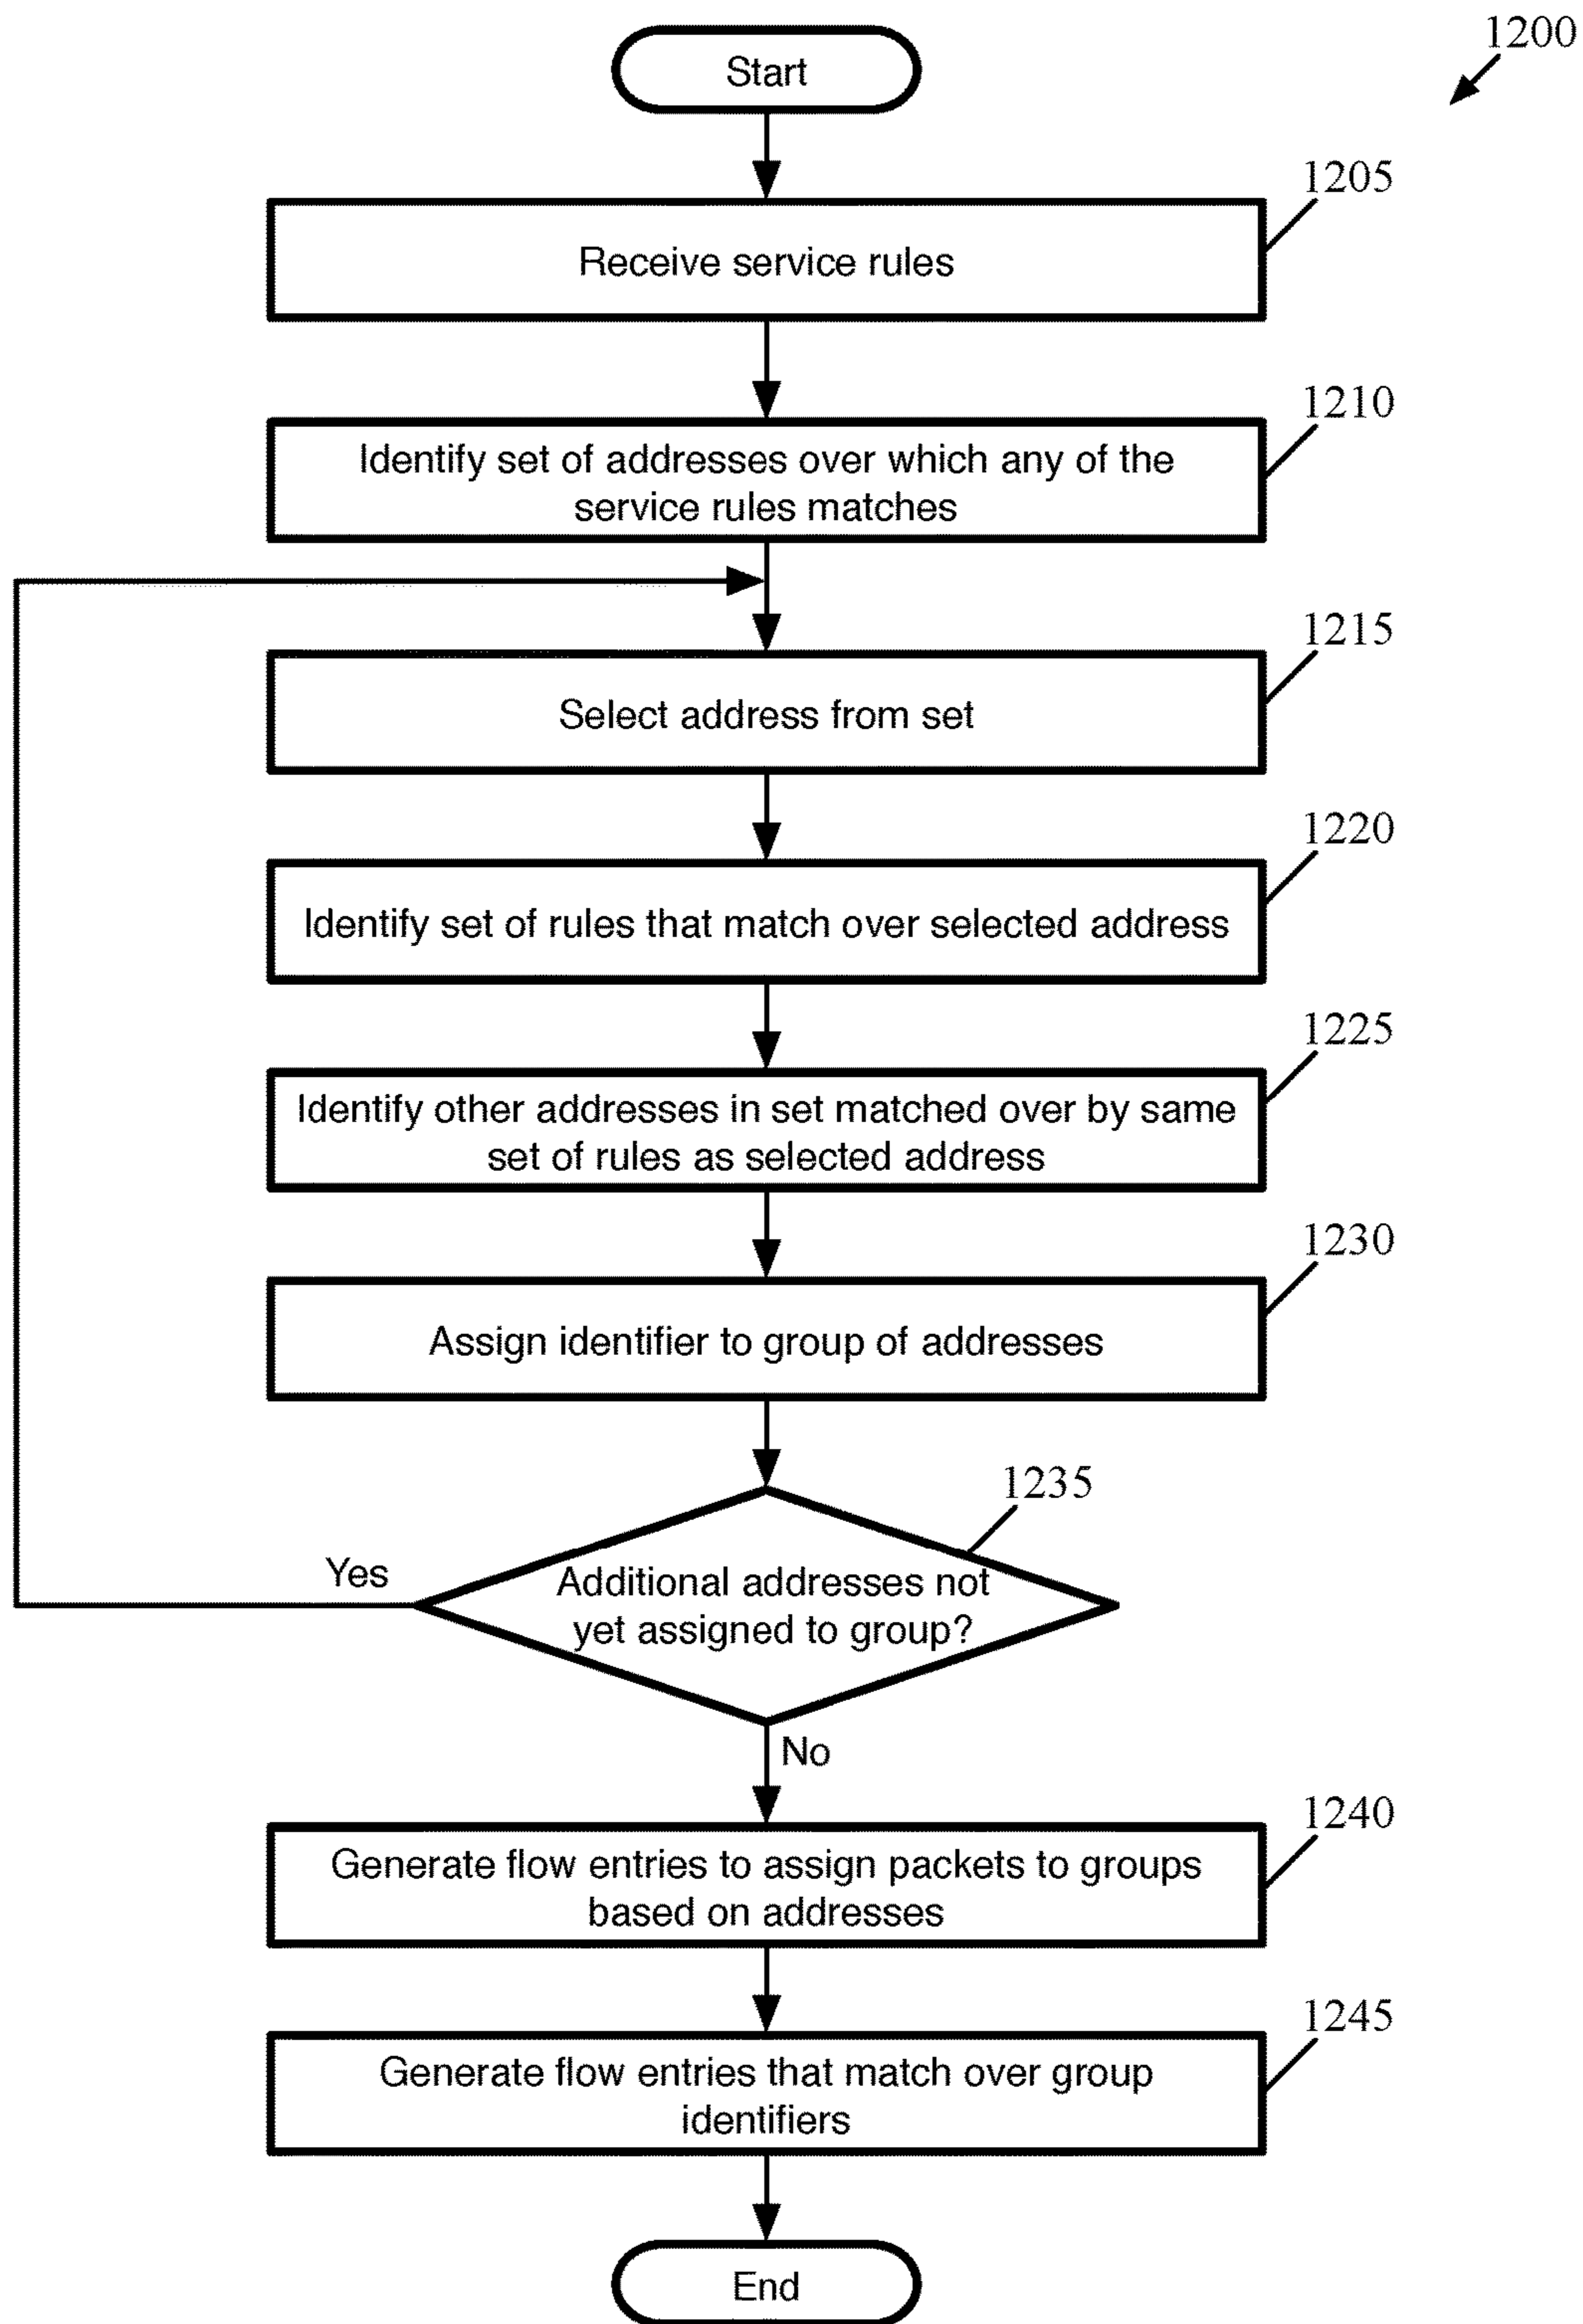 1200
Start
1205
Receive service rules
1210
Identify set of addresses over which any of the
service rules matches
1215
Select address from set
1220
Identify set of rules that match over selected address
1225
Identify other addresses in set matched over by same
set of rules as selected address
1230
Assign identifier to group of addresses
1235
Yes
Additional addresses not
yet assigned to group?
No
1240
Generate flow entries to assign packets to groups
based on addresses
1245
Generate flow entries that match over group
identifiers
End